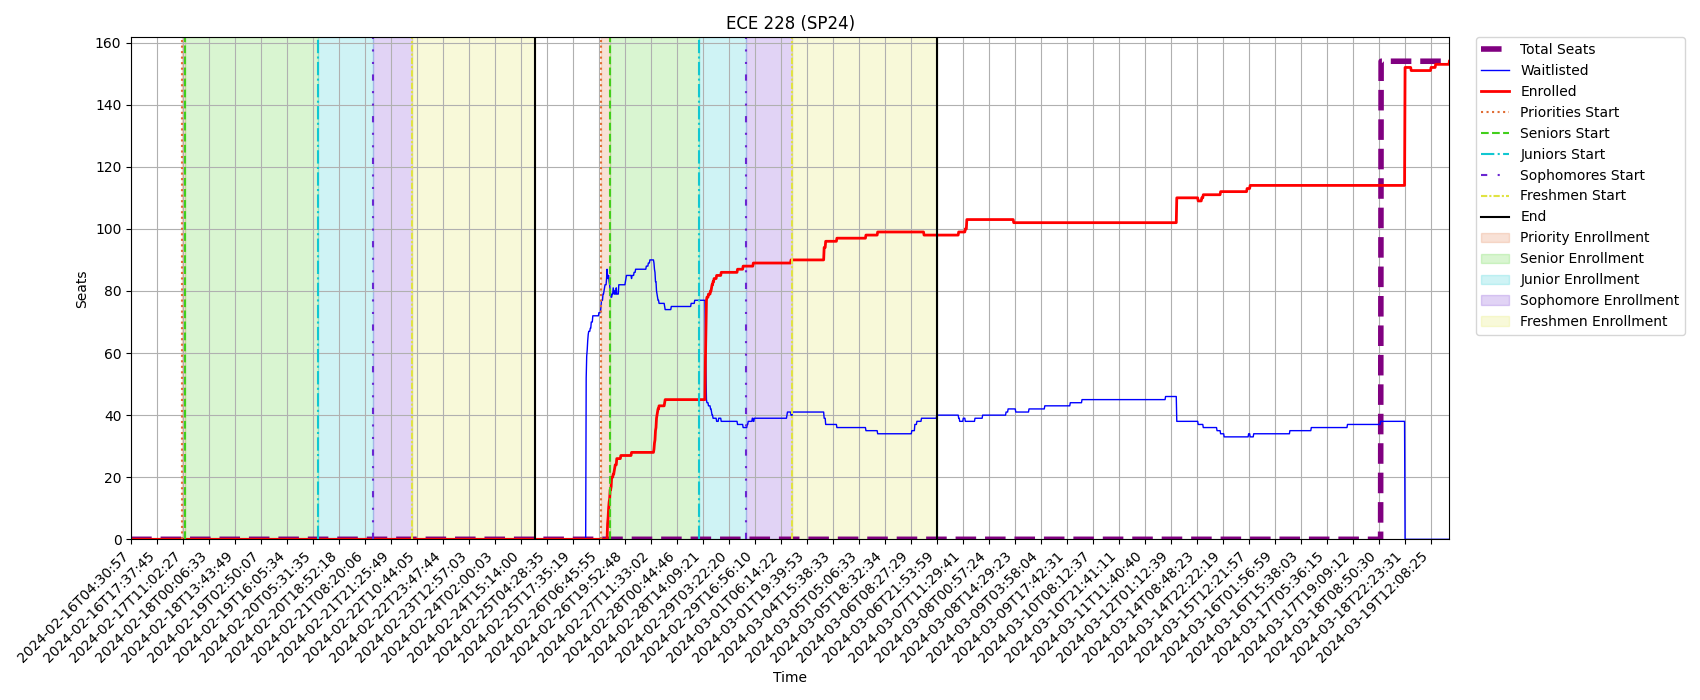 ECE 228 (SP24)
160
140
120
100
80
60
40
20
0
Seats
2024-02-16T04:30:57
2024-02-16T17:37:45
2024-02-17T11:02:27
2024-02-18T00:06:33
2024-02-18T13:43:49
2024-02-19T02:50:07
2024-02-19T16:05:34
2024-02-20T05:31:35
2024-02-20T18:52:18
2024-02-21T08:20:06
2024-02-21T21:25:49
2024-02-22T10:44:05
2024-02-22T23:47:44
2024-02-23T12:57:03
2024-02-24T02:00:03
2024-02-24T15:14:00
2024-02-25T04:28:35
2024-02-25T17:35:19
2024-02-26T06:45:55
2024-02-26T19:52:48
2024-02-27T11:33:02
2024-02-28T00:44:46
2024-02-28T14:09:21
2024-02-29T03:22:20
2024-02-29T16:56:10
2024-03-01T06:14:22
2024-03-01T19:39:53
2024-03-04T15:38:33
2024-03-05T05:06:33
2024-03-05T18:32:34
2024-03-06T08:27:29
2024-03-06T21:53:59
2024-03-07T11:29:41
2024-03-08T00:57:24
2024-03-08T14:29:23
2024-03-09T03:58:04
2024-03-09T17:42:31
2024-03-10T08:12:37
2024-03-10T21:41:11
2024-03-11T11:40:40
2024-03-12T01:12:39
2024-03-14T08:48:23
2024-03-14T22:22:19
2024-03-15T12:21:57
2024-03-16T01:56:59
2024-03-16T15:38:03
2024-03-17T05:36:15
2024-03-17T19:09:12
2024-03-18T08:50:30
2024-03-18T22:23:31
2024-03-19T12:08:25
Time
Total Seats
Waitlisted
Enrolled
Priorities Start
Seniors Start
Juniors Start
Sophomores Start
Freshmen Start
End
Priority Enrollment
Senior Enrollment
Junior Enrollment
Sophomore Enrollment
Freshmen Enrollment